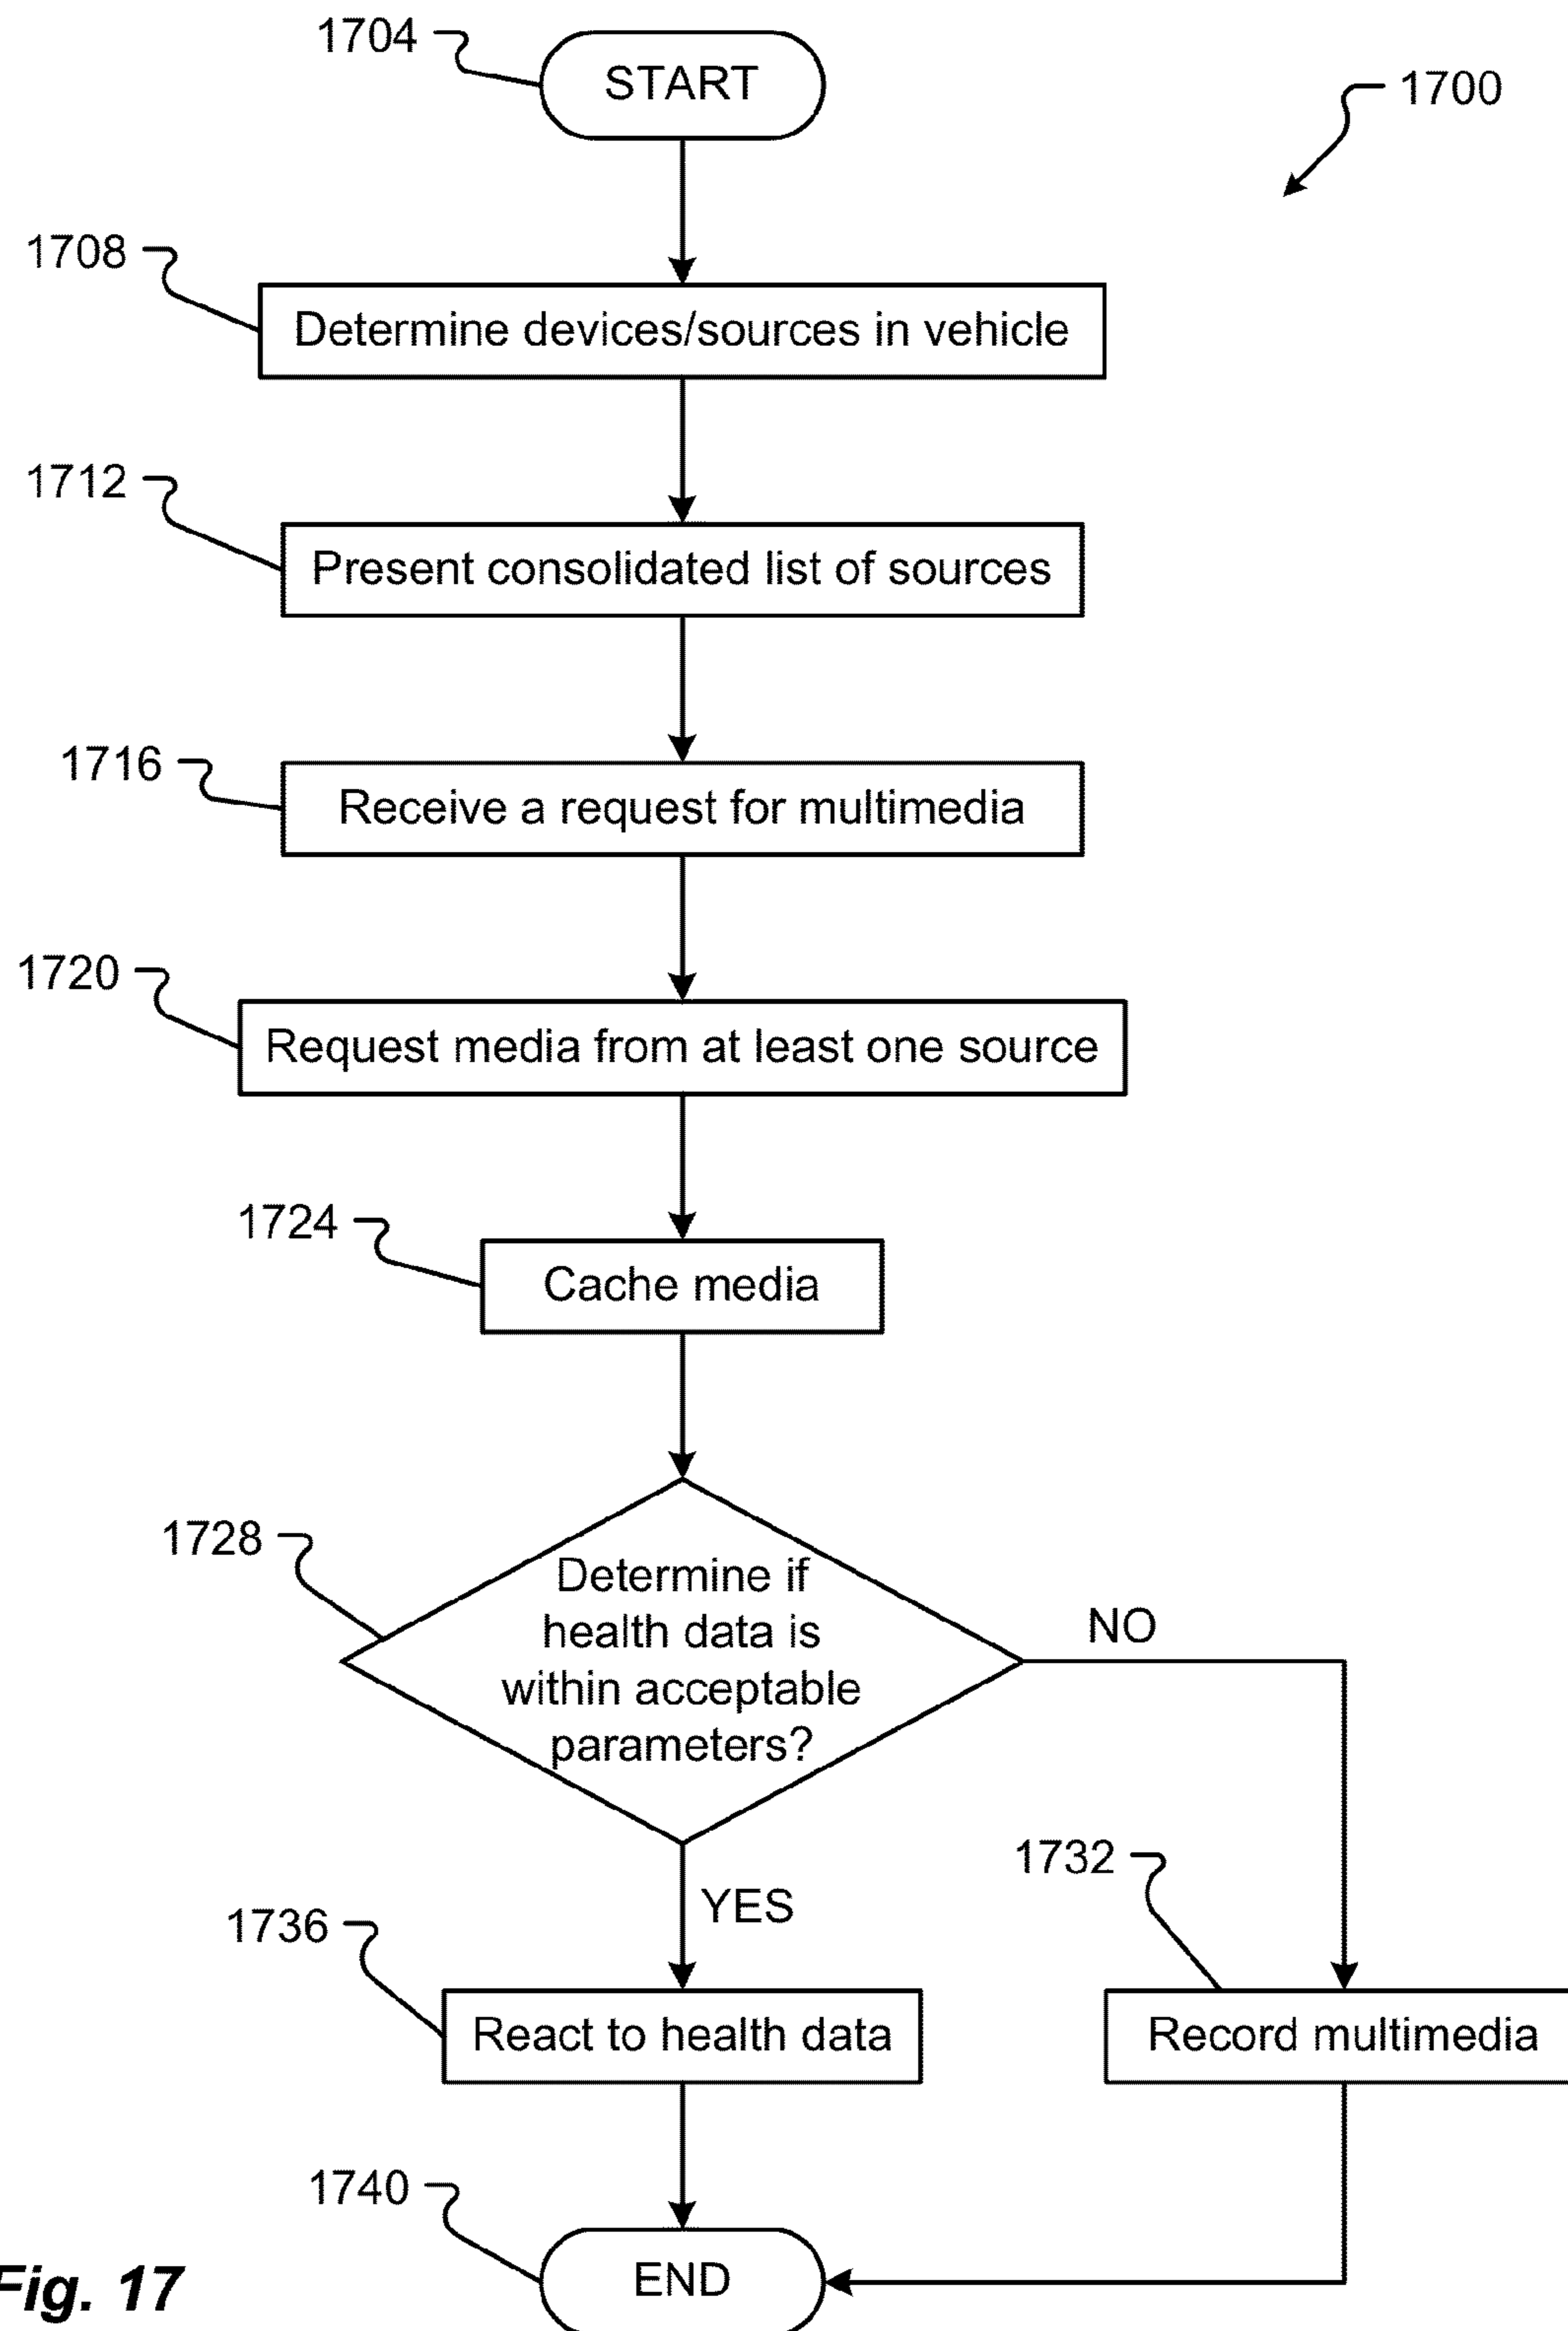 1704
START
1700
1708
Determine devices/sources in vehicle
1712
Present consolidated list of sources
1716
Receive a request for multimedia
1720
Request media from at least one source
1724
Cache media
1728
Determine if
health data is
within acceptable
parameters?
NO
YES
1732
1736
React to health data
Record multimedia
1740
END
Fig. 17